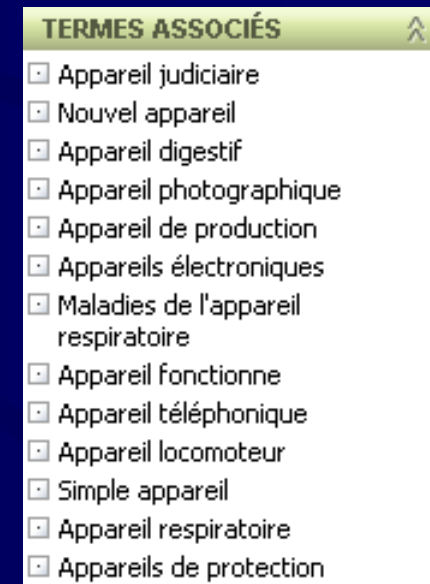 TERMES ASSOCIÉS
Appareil judiciaire
Nouvel appareil
Appareil digestif
Appareil photographique
Appareil de production
Appareils électroniques
Maladies de l'appareil
respiratoire
Appareil fonctionne
Appareil téléphonique
Appareil locomoteur
Simple appareil
Appareil respiratoire
Appareils de protection